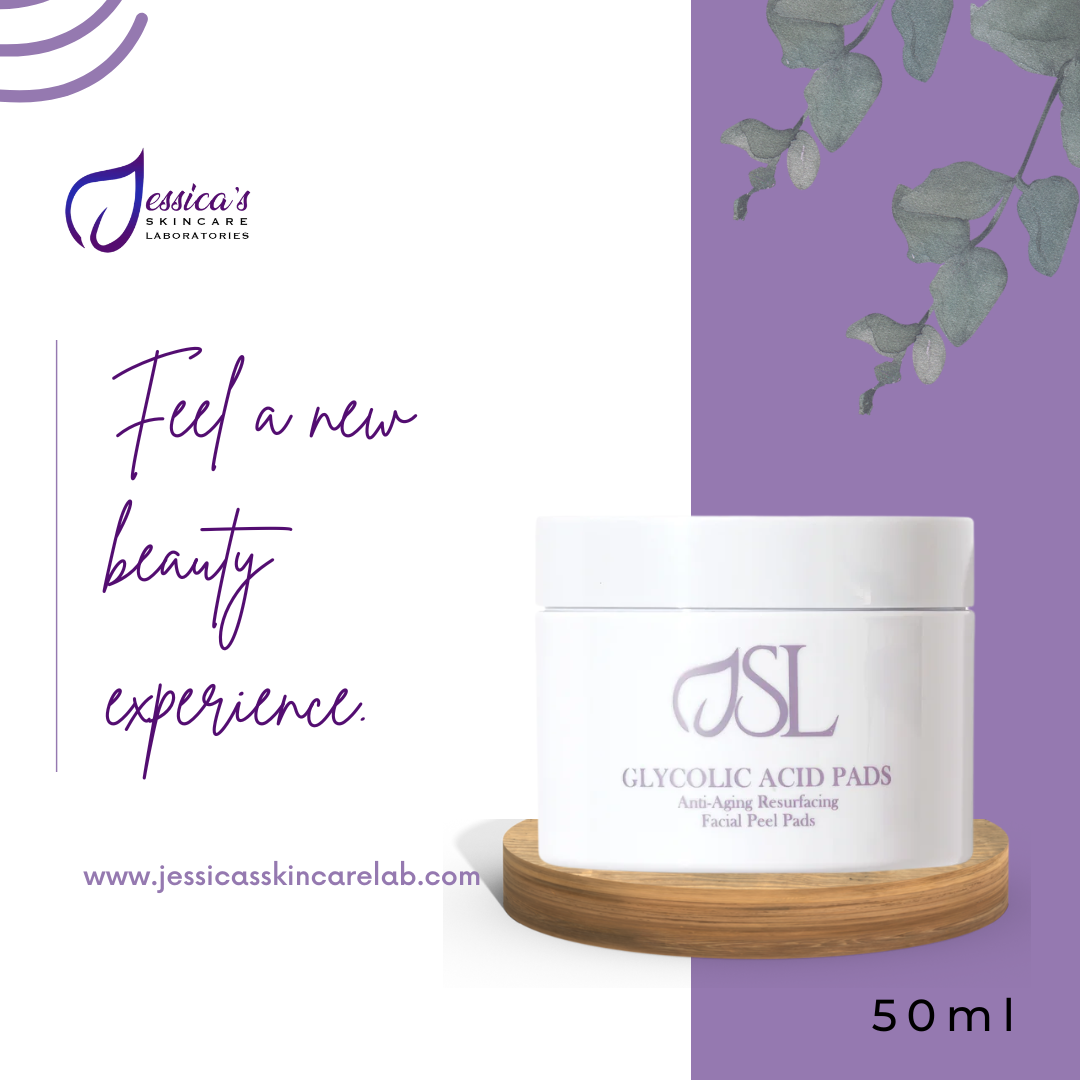 Jessica's
SKINCARE
LABORATORIES
Feel a new
beauty
experience.
JSL
GLYCOLIC ACID PADS
Anti-Aging Resurfacing
Facial Peel Pads
www.jessicasskincarelab.com
50ml